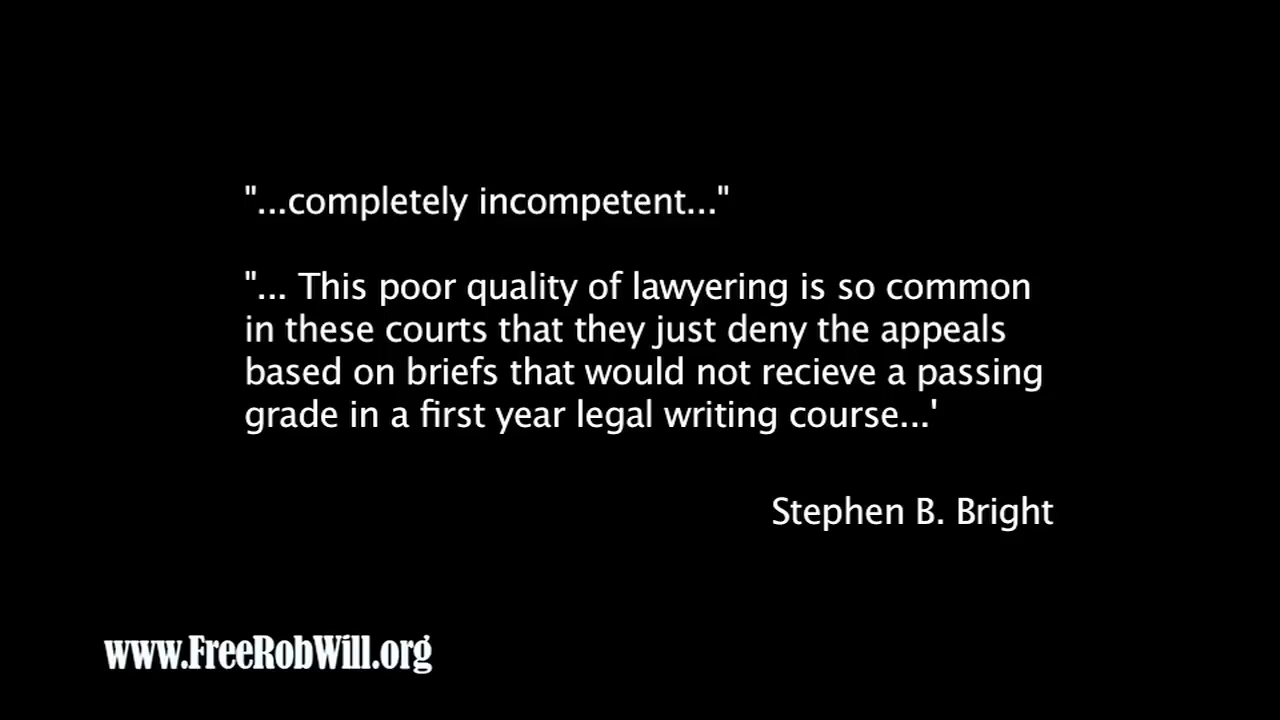 "...completely incompetent..."
"... This poor quality of lawyering is so common
in these courts that they just deny the appeals
based on briefs that would not recieve a passing
grade in a first year legal writing course...'
Stephen B. Bright
www.FreeRobWill.org